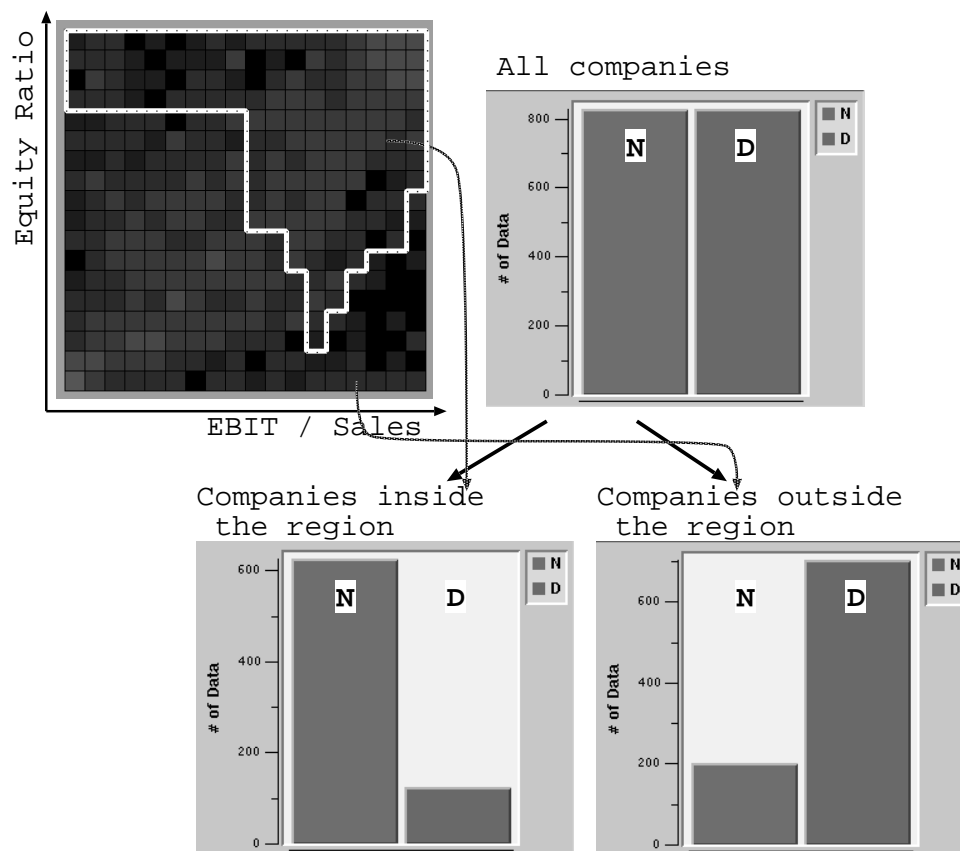 Equity Ratio
EBIT / Sales
All companies
# of Data
800
600
400
200
0
N
D
N
D
Companies inside
the region
# of Data
600
400
200
0
N
D
N
D
Companies outside
the region
# of Data
600
400
200
0
N
D
N
D